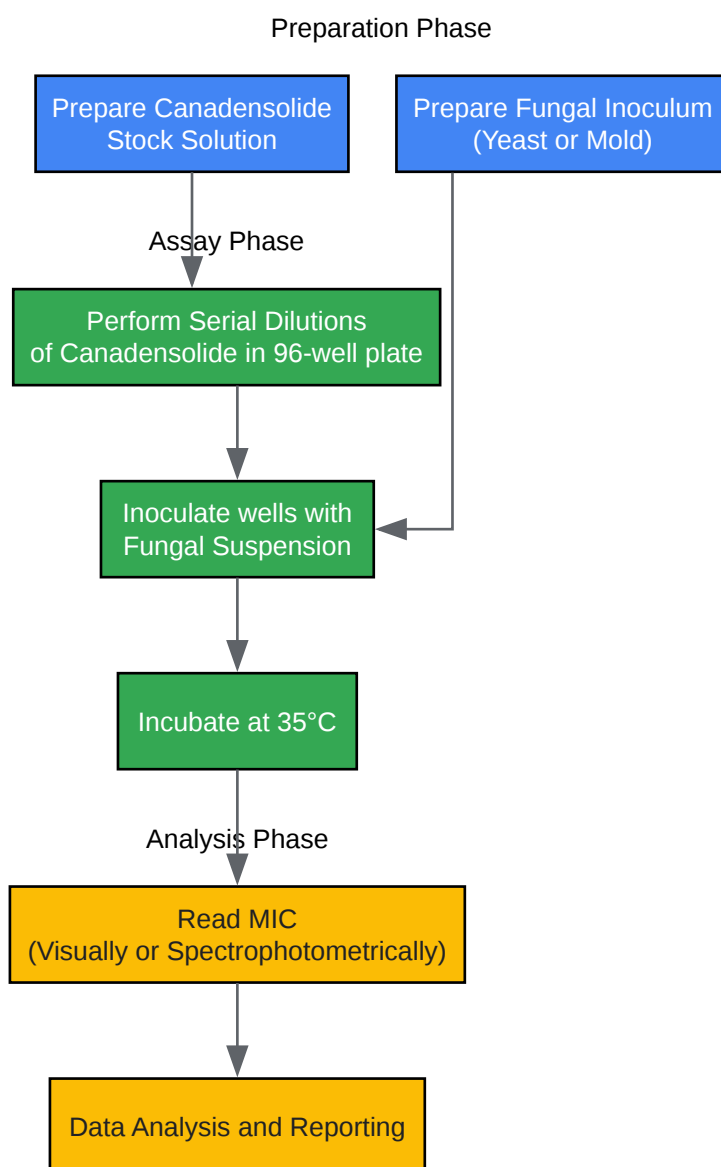 Preparation Phase
Prepare Canadensolide
Stock Solution
Prepare Fungal Inoculum
(Yeast or Mold)
Assay Phase
Perform Serial Dilutions
of Canadensolide in 96-well plate
Inoculate wells with
Fungal Suspension
Incubate at 35°C
Analysis Phase
Read MIC
(Visually or Spectrophotometrically)
Data Analysis and Reporting